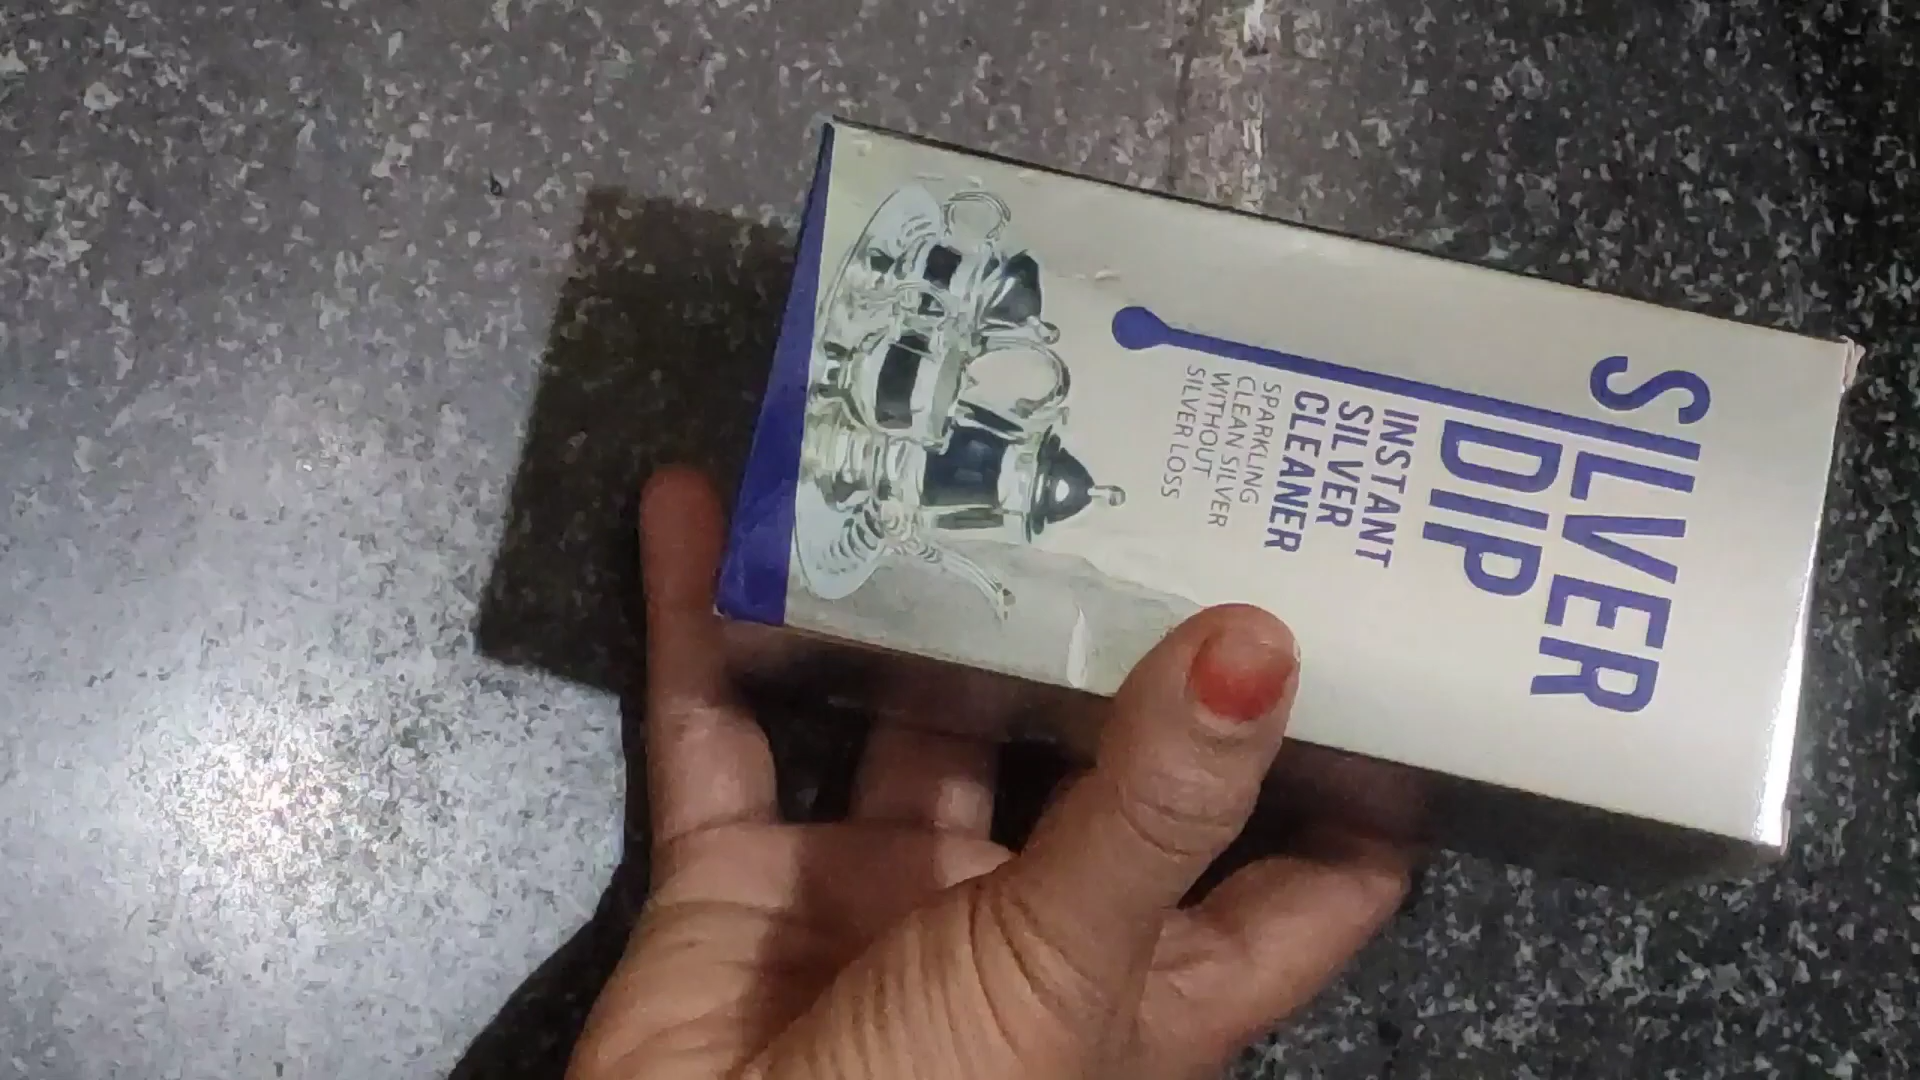 SILVER
DIP
INSTANT
SILVER
CLEANER
SPARKLING
CLEAN SILVER
WITHOUT
SILVER LOSS